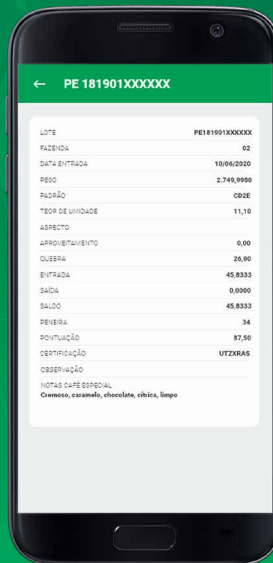 ← PE 181901XXXXXX
LOTE PE181901XXXXXX
FAZENDA 02
DATA ENTRADA 10/06/2020
PESO 2.749,9980
PADRÃO CD2E
TEOR DE UMIDADE 11,10
ASPECTO
APROVEITAMENTO 0,00
QUEBRA 26,90
ENTRADA 45,8333
SAÍDA 0,0000
SALDO 45,8333
PENEIRA 34
PONTUAÇÃO 87,50
CERTIFICAÇÃO UTZXRAS
OBSERVAÇÃO
NOTAS CAFÉ ESPECIAL
Cremoso, caramelo, chocolate, cítrica, limpo